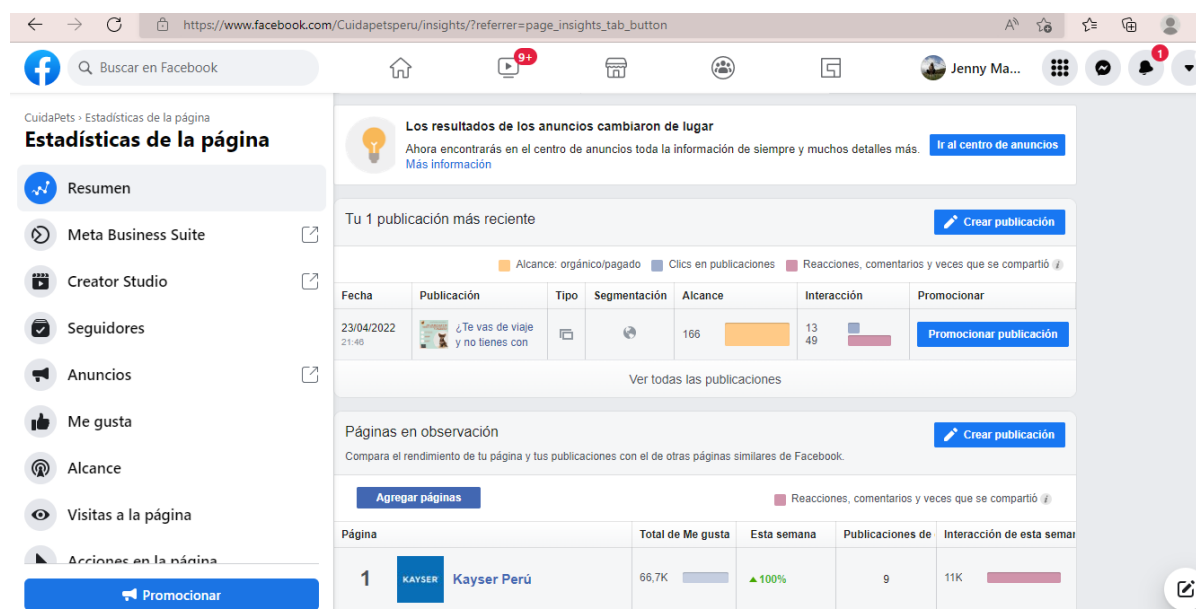 https://www.facebook.com/Cuidapetsperu/insights/?referrer=page_insights_tab_button
Buscar en Facebook
9+
Jenny Ma...
1
CuidaPets › Estadísticas de la página
Estadísticas de la página
Resumen
Meta Business Suite
Creator Studio
Seguidores
Anuncios
Me gusta
Alcance
Visitas a la página
Acciones en la página
Promocionar
Los resultados de los anuncios cambiaron de lugar
Ahora encontrarás en el centro de anuncios toda la información de siempre y muchos detalles más.
Más información
Ir al centro de anuncios
Tu 1 publicación más reciente
Crear publicación
Alcance: orgánico/pagado Clics en publicaciones Reacciones, comentarios y veces que se compartió
Fecha Publicación Tipo Segmentación Alcance Interacción Promocionar
23/04/2022 ¿Te vas de viaje 166 13 Promocionar publicación
21:46 y no tienes con 49
Ver todas las publicaciones
Páginas en observación
Crear publicación
Compara el rendimiento de tu página y tus publicaciones con el de otras páginas similares de Facebook.
Agregar páginas
Reacciones, comentarios y veces que se compartió
Página Total de Me gusta Esta semana Publicaciones de Interacción de esta semar
1 KAYSER Kayser Perú 66,7K 100% 9 11K